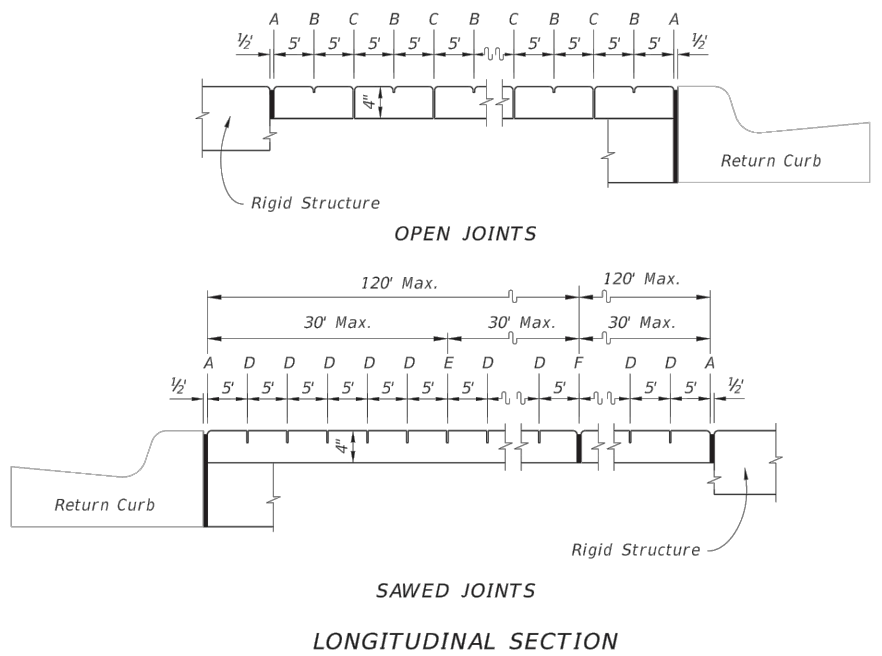 A B C B C B C B C B A
½' 5' 5' 5' 5' 5' 5' 5' 5' 5' ½'
4"
Return Curb
Rigid Structure
OPEN JOINTS
120' Max. 120' Max.
30' Max. 30' Max. 30' Max.
A D D D D D E D D F D D A
½' 5' 5' 5' 5' 5' 5' 5' 5' 5' 5' ½'
4"
Return Curb
Rigid Structure
SAWED JOINTS
LONGITUDINAL SECTION